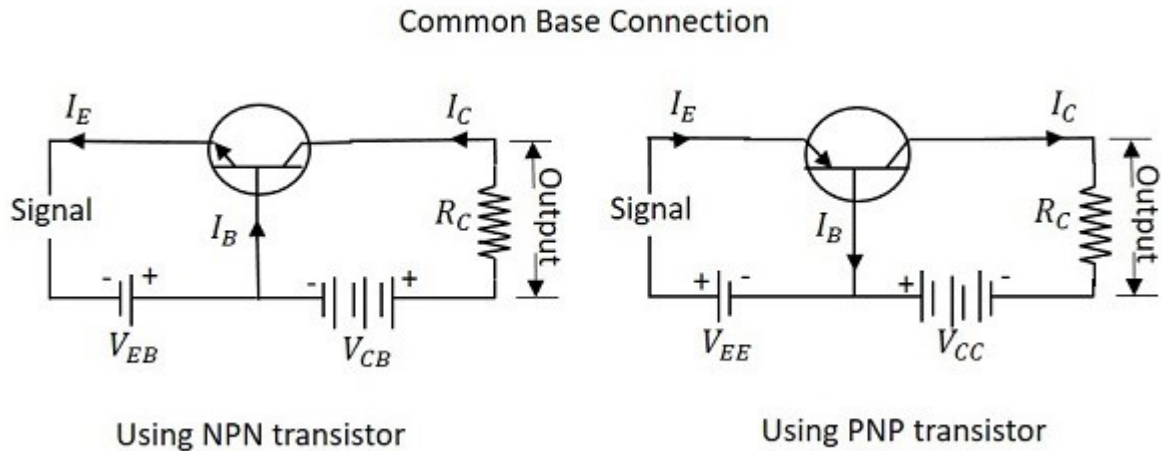 Common Base Connection
I_E
I_C
Signal
I_B
R_C
Output
- +
- +
V_EB
V_CB
Using NPN transistor
I_E
I_C
Signal
I_B
R_C
Output
+ -
+ -
V_EE
V_CC
Using PNP transistor